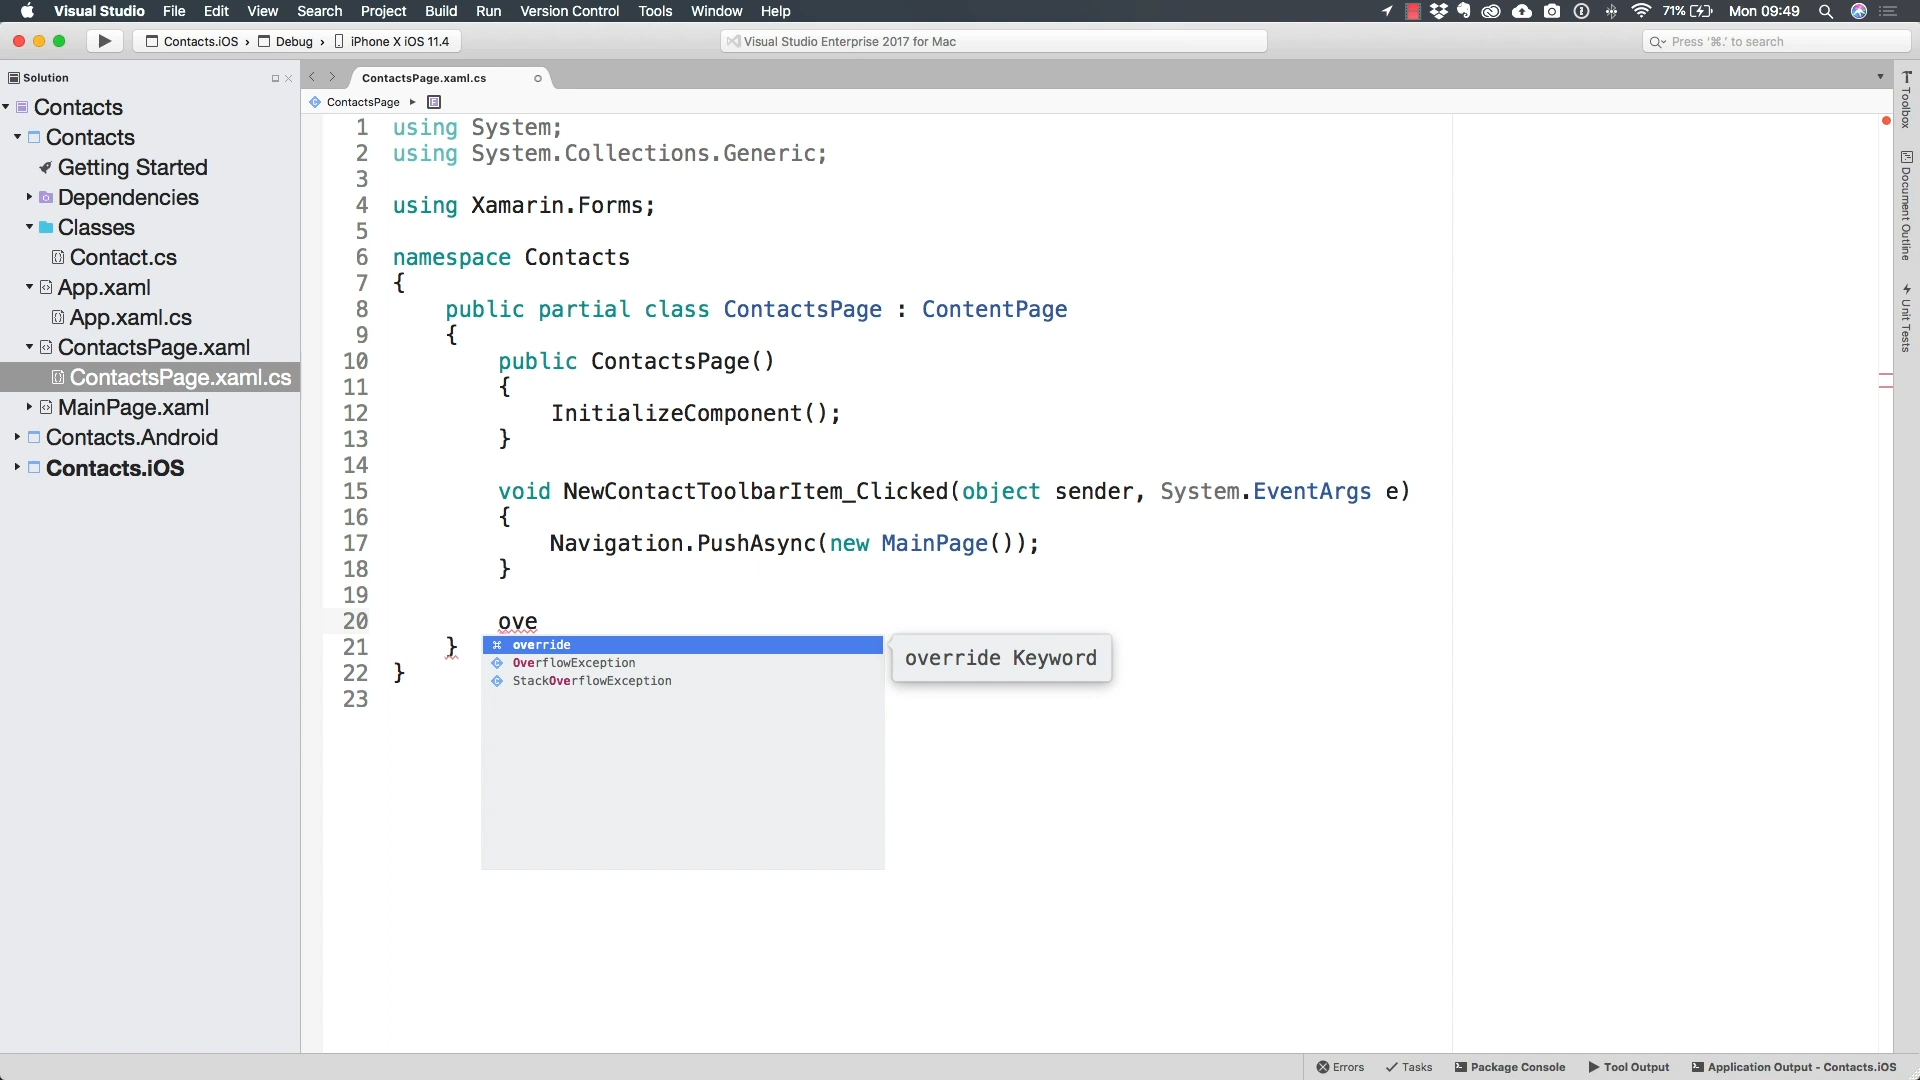 Visual Studio File Edit View Search Project Build Run Version Control Tools Window Help 71% Mon 09:49
Contacts.iOS › Debug › iPhone X iOS 11.4
Visual Studio Enterprise 2017 for Mac
Press '⌘.' to search
Solution
Contacts
Contacts
Getting Started
Dependencies
Classes
Contact.cs
App.xaml
App.xaml.cs
ContactsPage.xaml
ContactsPage.xaml.cs
MainPage.xaml
Contacts.Android
Contacts.iOS
ContactsPage.xaml.cs
ContactsPage
1 using System;
2 using System.Collections.Generic;
3
4 using Xamarin.Forms;
5
6 namespace Contacts
7 {
8 public partial class ContactsPage : ContentPage
9 {
10 public ContactsPage()
11 {
12 InitializeComponent();
13 }
14
15 void NewContactToolbarItem_Clicked(object sender, System.EventArgs e)
16 {
17 Navigation.PushAsync(new MainPage());
18 }
19
20 ove
21 }
22 }
23
override
OverflowException
StackOverflowException
override Keyword
Toolbox
Document Outline
Unit Tests
Errors Tasks Package Console Tool Output Application Output - Contacts.iOS